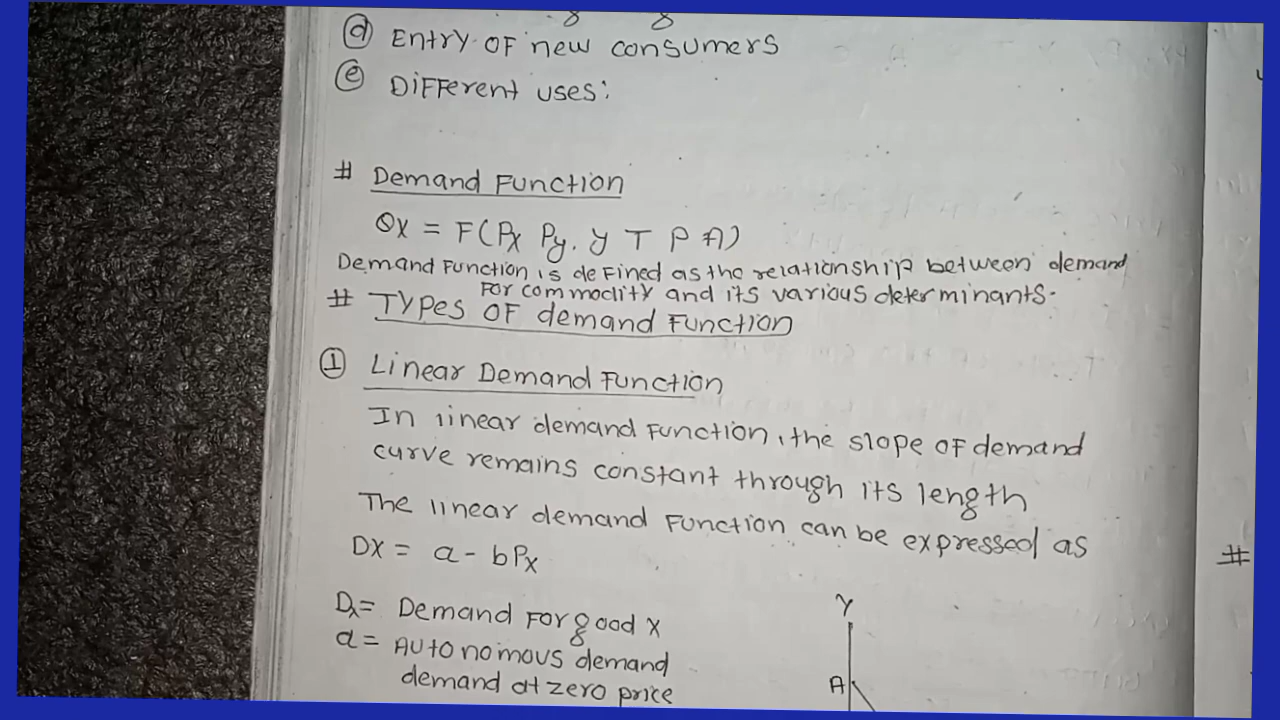 (d) Entry of new consumers
(e) Different uses:
# Demand Function
Qx = F(Px Py. y T P A)
Demand Function is defined as the relationship between demand
For commodity and its various determinants.
# Types of demand Function
(1) Linear Demand Function
In linear demand Function, the slope of demand
curve remains constant through its length
The linear demand Function can be expressed as
Dx = a - bPx
#
Dx = Demand For good x
a = Autonomous demand
demand at zero price
Y
A